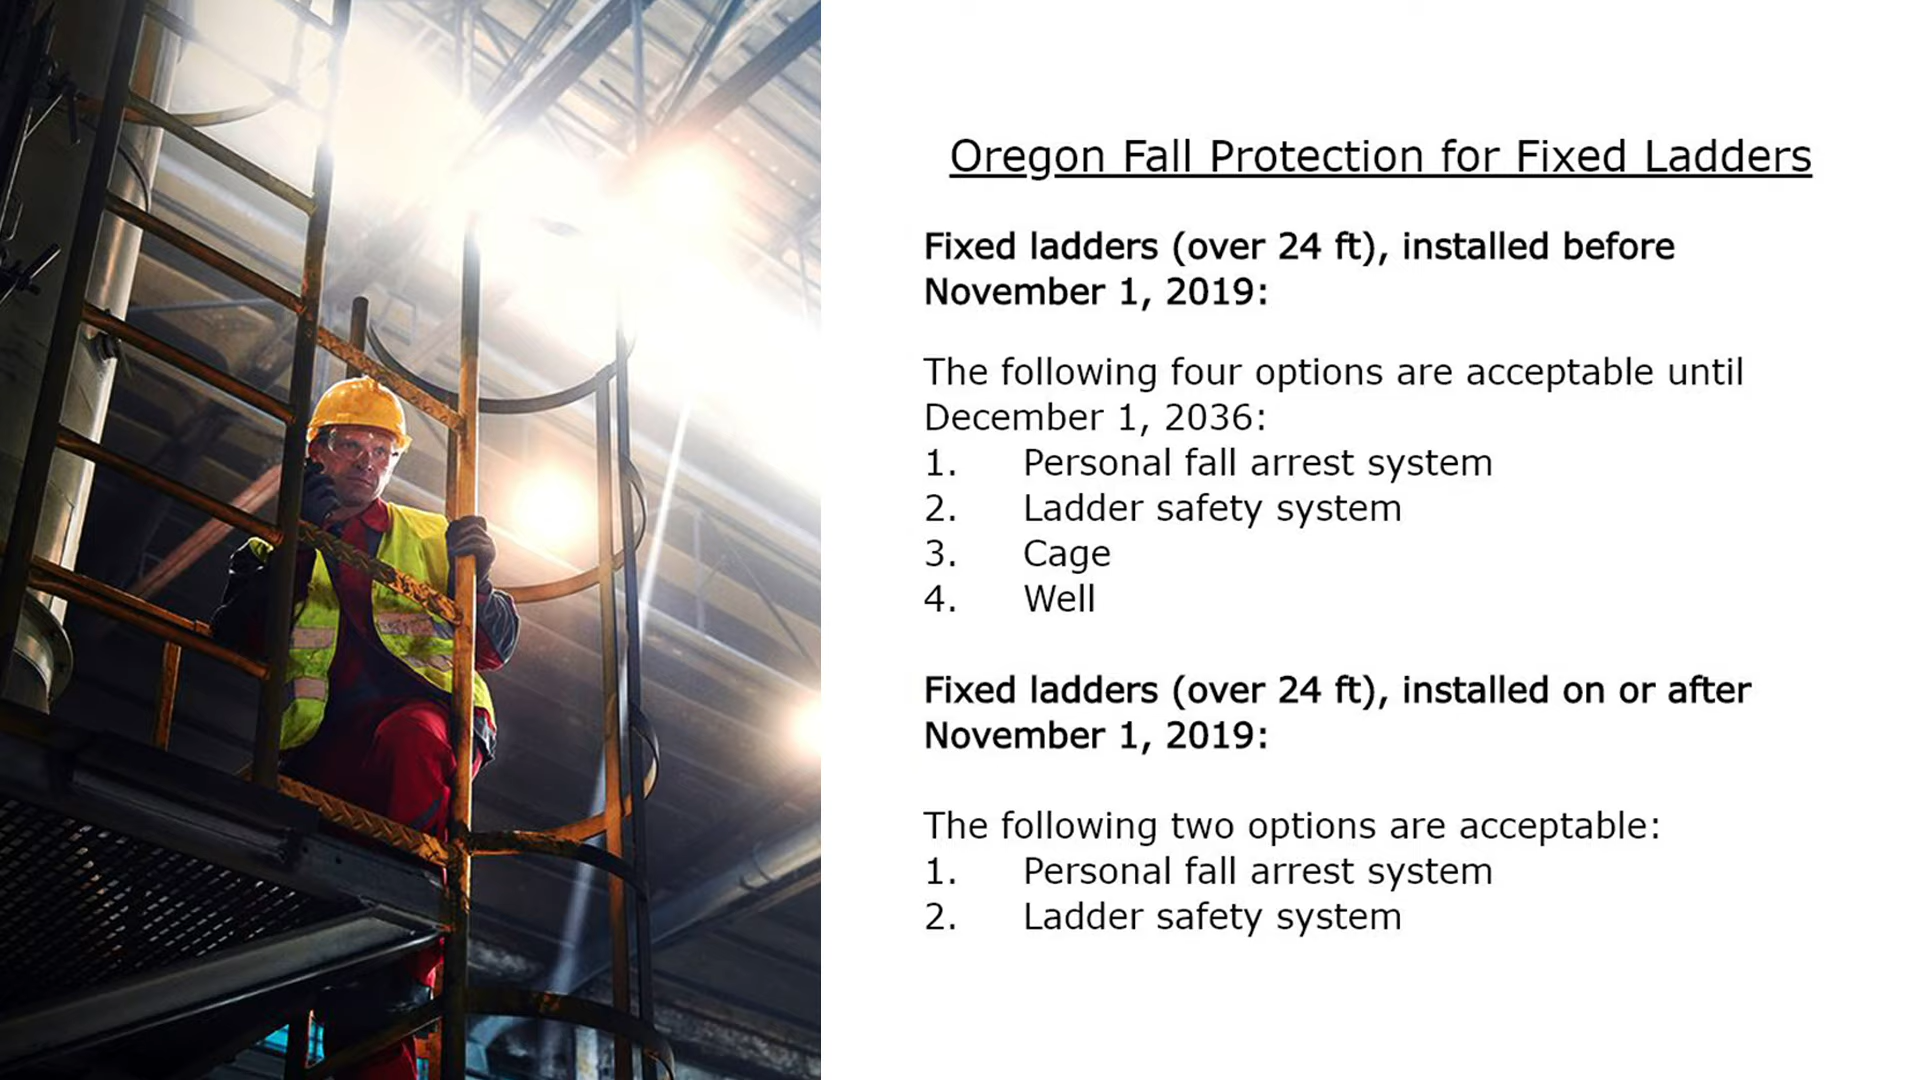 Oregon Fall Protection for Fixed Ladders
Fixed ladders (over 24 ft), installed before
November 1, 2019:
The following four options are acceptable until
December 1, 2036:
1. Personal fall arrest system
2. Ladder safety system
3. Cage
4. Well
Fixed ladders (over 24 ft), installed on or after
November 1, 2019:
The following two options are acceptable:
1. Personal fall arrest system
2. Ladder safety system